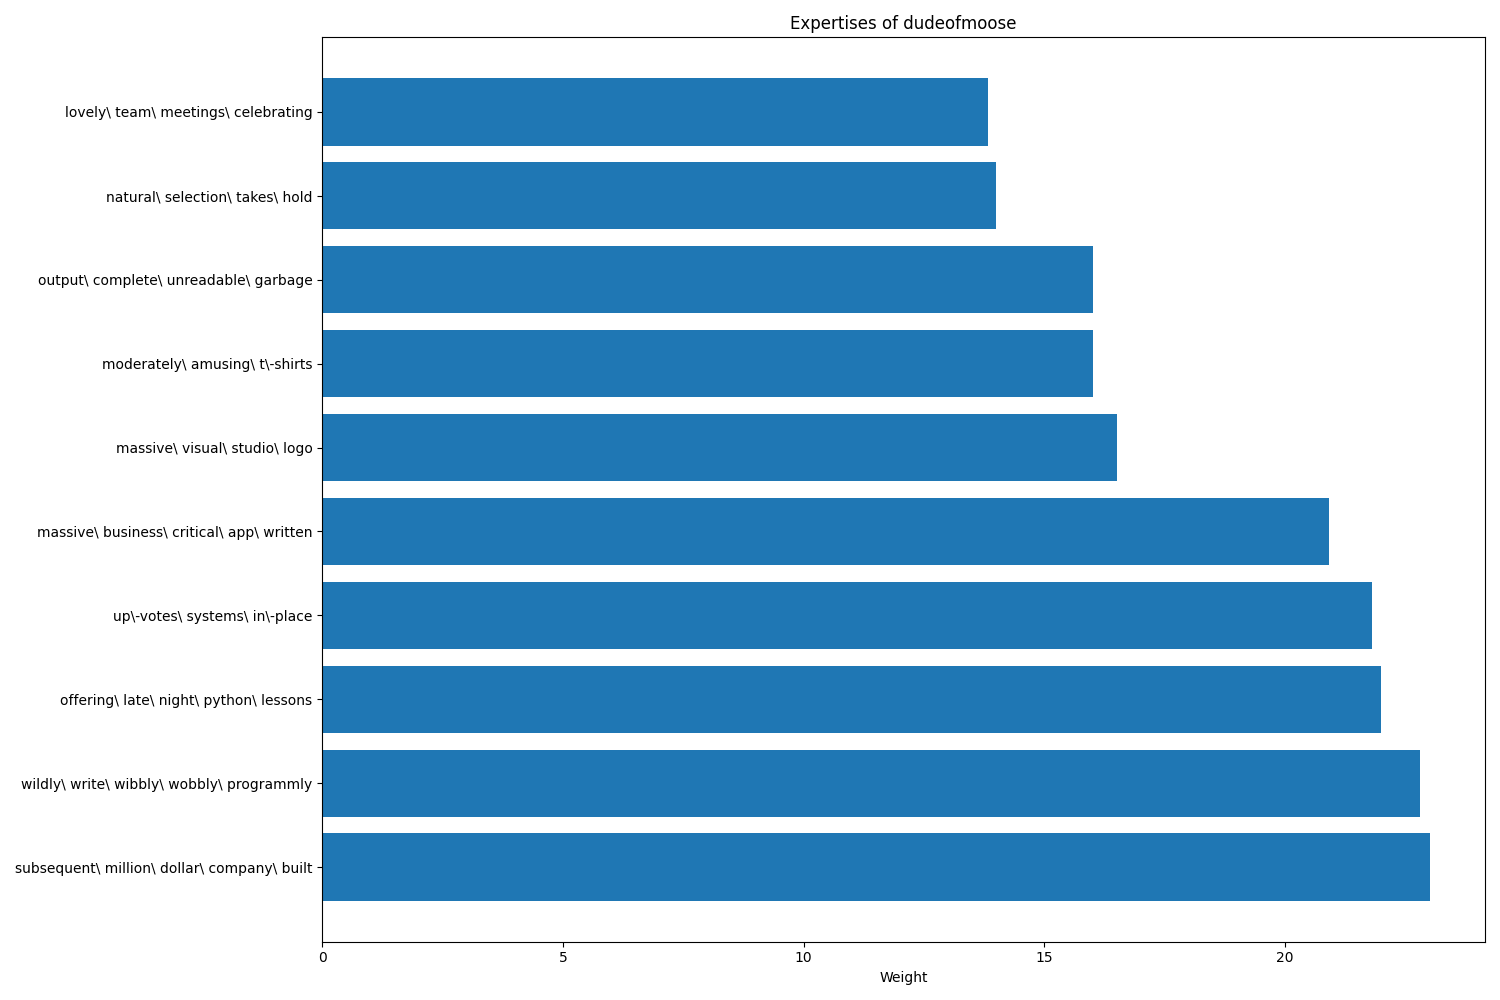 Expertises of dudeofmoose
lovely\ team\ meetings\ celebrating
natural\ selection\ takes\ hold
output\ complete\ unreadable\ garbage
moderately\ amusing\ t\-shirts
massive\ visual\ studio\ logo
massive\ business\ critical\ app\ written
up\-votes\ systems\ in\-place
offering\ late\ night\ python\ lessons
wildly\ write\ wibbly\ wobbly\ programmly
subsequent\ million\ dollar\ company\ built
0 5 10 15 20
Weight